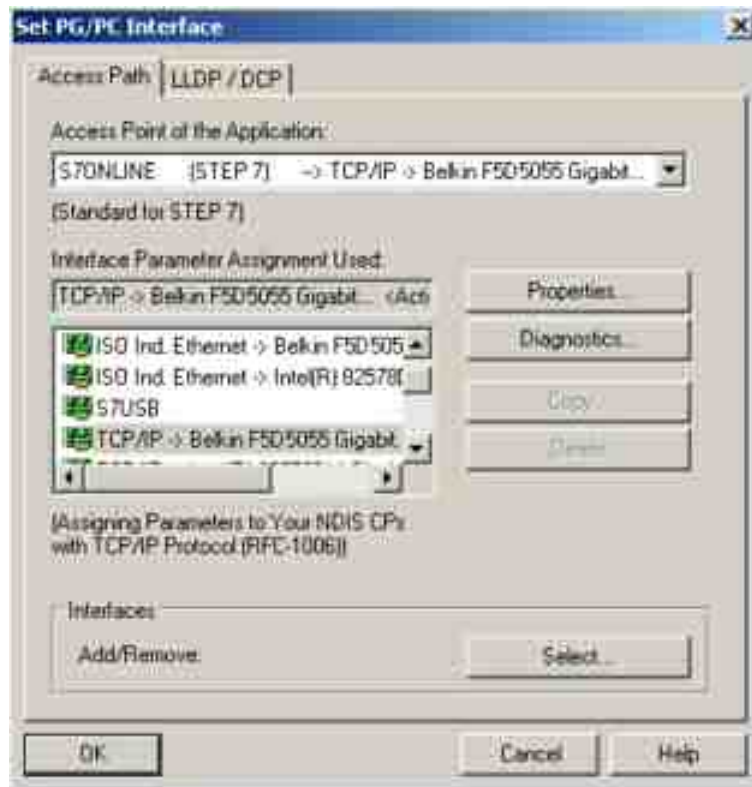 Set PG/PC Interface
Access Path LLDP / DCP
Access Point of the Application:
S7ONLINE (STEP 7) -> TCP/IP -> Belkin F5D5055 Gigabit...
(Standard for STEP 7)
Interface Parameter Assignment Used:
TCP/IP -> Belkin F5D5055 Gigabit... <Acti
Properties...
ISO Ind. Ethernet -> Belkin F5D505
Diagnostics...
ISO Ind. Ethernet -> Intel(R) 82578D
S7USB
Copy...
TCP/IP -> Belkin F5D5055 Gigabit
Delete
(Assigning Parameters to Your NDIS CPs
with TCP/IP Protocol (RFC-1006))
Interfaces
Add/Remove:
Select...
OK
Cancel
Help